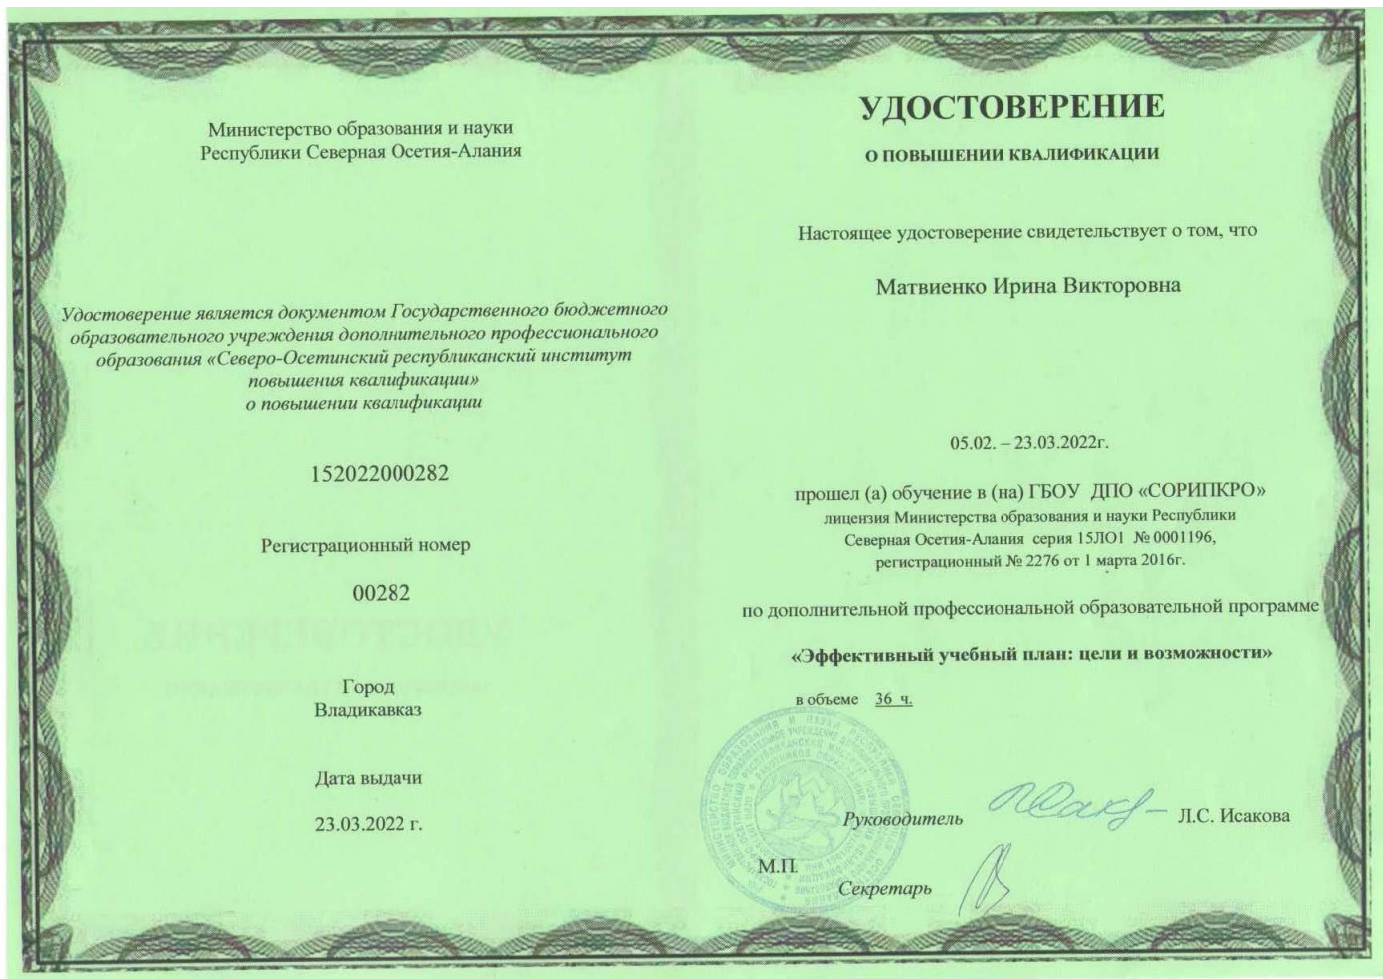 Министерство образования и науки
Республики Северная Осетия-Алания
Удостоверение является документом Государственного бюджетного
образовательного учреждения дополнительного профессионального
образования «Северо-Осетинский республиканский институт
повышения квалификации»
о повышении квалификации
152022000282
Регистрационный номер
00282
Город
Владикавказ
Дата выдачи
23.03.2022 г.
УДОСТОВЕРЕНИЕ
О ПОВЫШЕНИИ КВАЛИФИКАЦИИ
Настоящее удостоверение свидетельствует о том, что
Матвиенко Ирина Викторовна
05.02. – 23.03.2022г.
прошел (а) обучение в (на) ГБОУ ДПО «СОРИПКРО»
лицензия Министерства образования и науки Республики
Северная Осетия-Алания серия 15ЛО1 № 0001196,
регистрационный № 2276 от 1 марта 2016г.
по дополнительной профессиональной образовательной программе
«Эффективный учебный план: цели и возможности»
в объеме 36 ч.
Руководитель Л.С. Исакова
М.П.
Секретарь